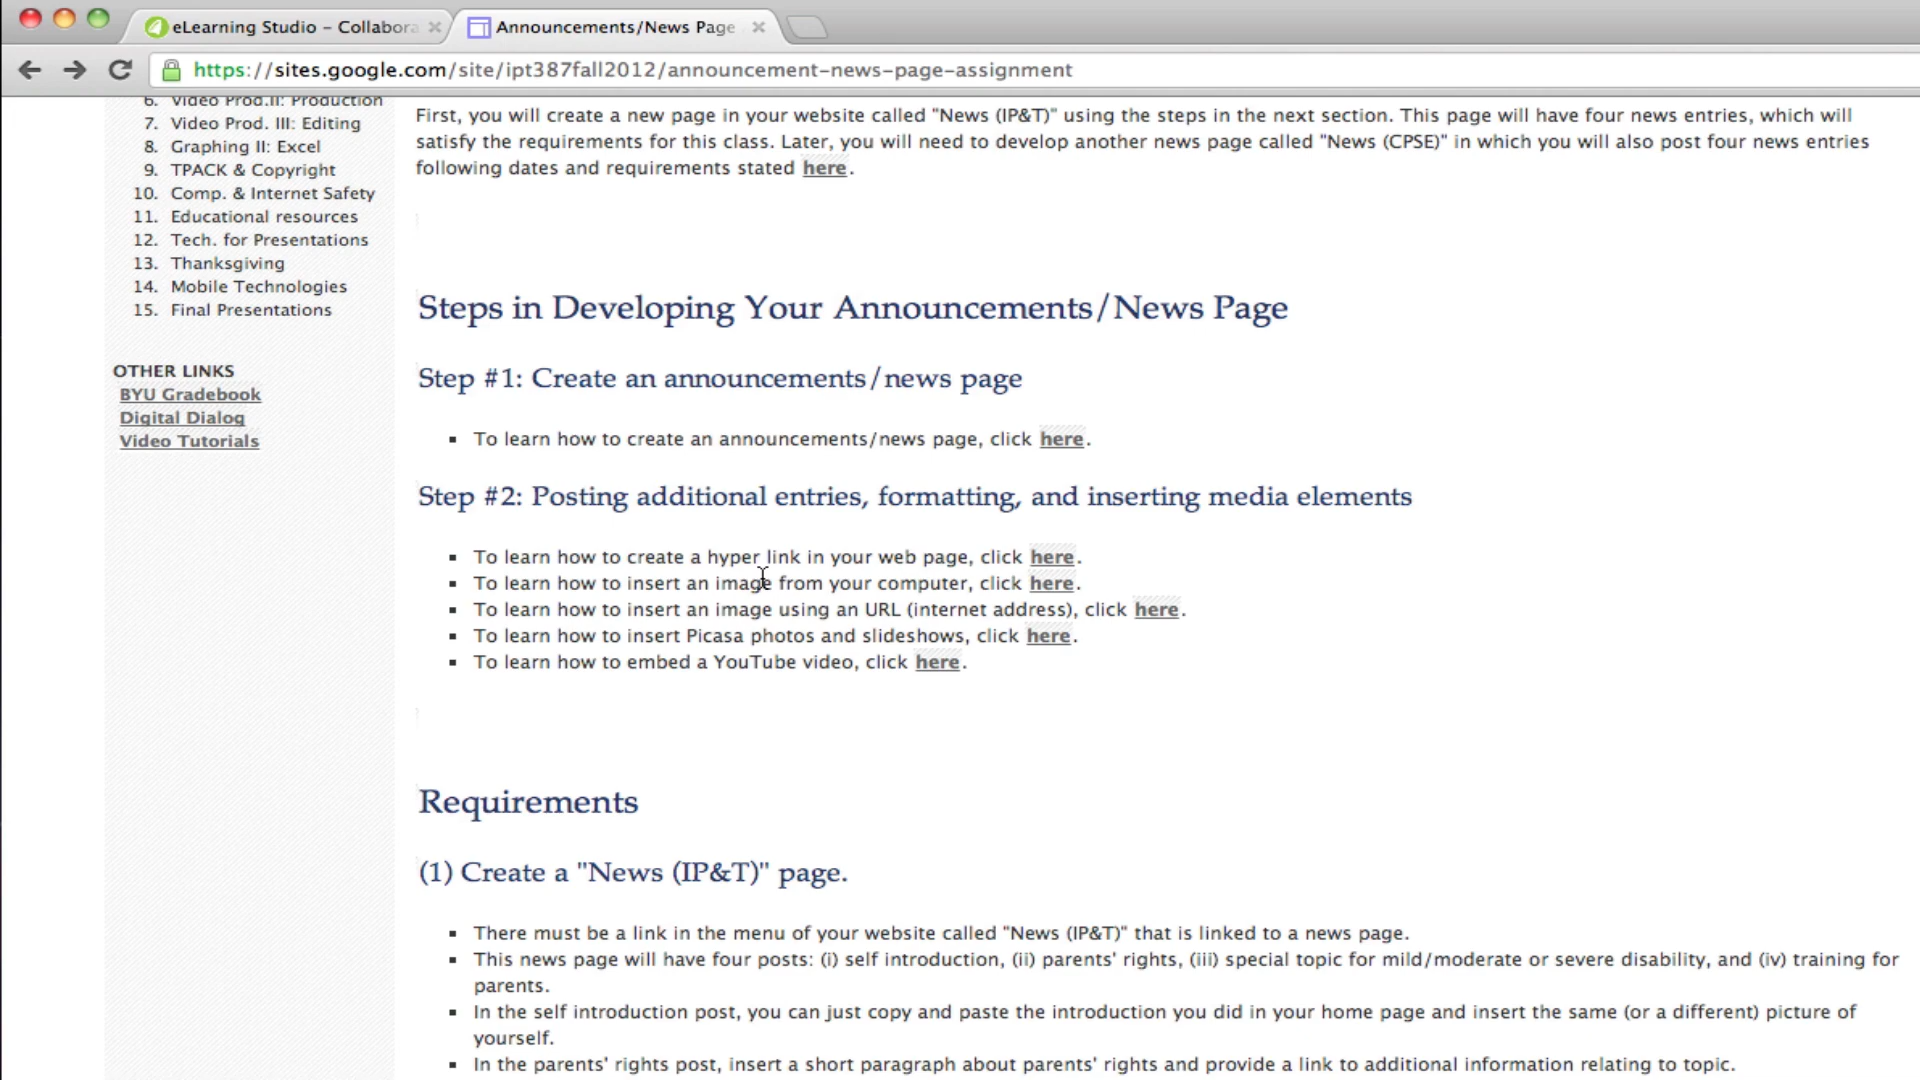 eLearning Studio – Collabora
Announcements/News Page
https://sites.google.com/site/ipt387fall2012/announcement-news-page-assignment
6. Video Prod.II: Production
7. Video Prod. III: Editing
8. Graphing II: Excel
9. TPACK & Copyright
10. Comp. & Internet Safety
11. Educational resources
12. Tech. for Presentations
13. Thanksgiving
14. Mobile Technologies
15. Final Presentations
OTHER LINKS
BYU Gradebook
Digital Dialog
Video Tutorials
First, you will create a new page in your website called "News (IP&T)" using the steps in the next section. This page will have four news entries, which will
satisfy the requirements for this class. Later, you will need to develop another news page called "News (CPSE)" in which you will also post four news entries
following dates and requirements stated here.
Steps in Developing Your Announcements/News Page
Step #1: Create an announcements/news page
▪ To learn how to create an announcements/news page, click here.
Step #2: Posting additional entries, formatting, and inserting media elements
▪ To learn how to create a hyper link in your web page, click here.
▪ To learn how to insert an image from your computer, click here.
▪ To learn how to insert an image using an URL (internet address), click here.
▪ To learn how to insert Picasa photos and slideshows, click here.
▪ To learn how to embed a YouTube video, click here.
Requirements
(1) Create a "News (IP&T)" page.
▪ There must be a link in the menu of your website called "News (IP&T)" that is linked to a news page.
▪ This news page will have four posts: (i) self introduction, (ii) parents' rights, (iii) special topic for mild/moderate or severe disability, and (iv) training for
parents.
▪ In the self introduction post, you can just copy and paste the introduction you did in your home page and insert the same (or a different) picture of
yourself.
▪ In the parents' rights post, insert a short paragraph about parents' rights and provide a link to additional information relating to topic.